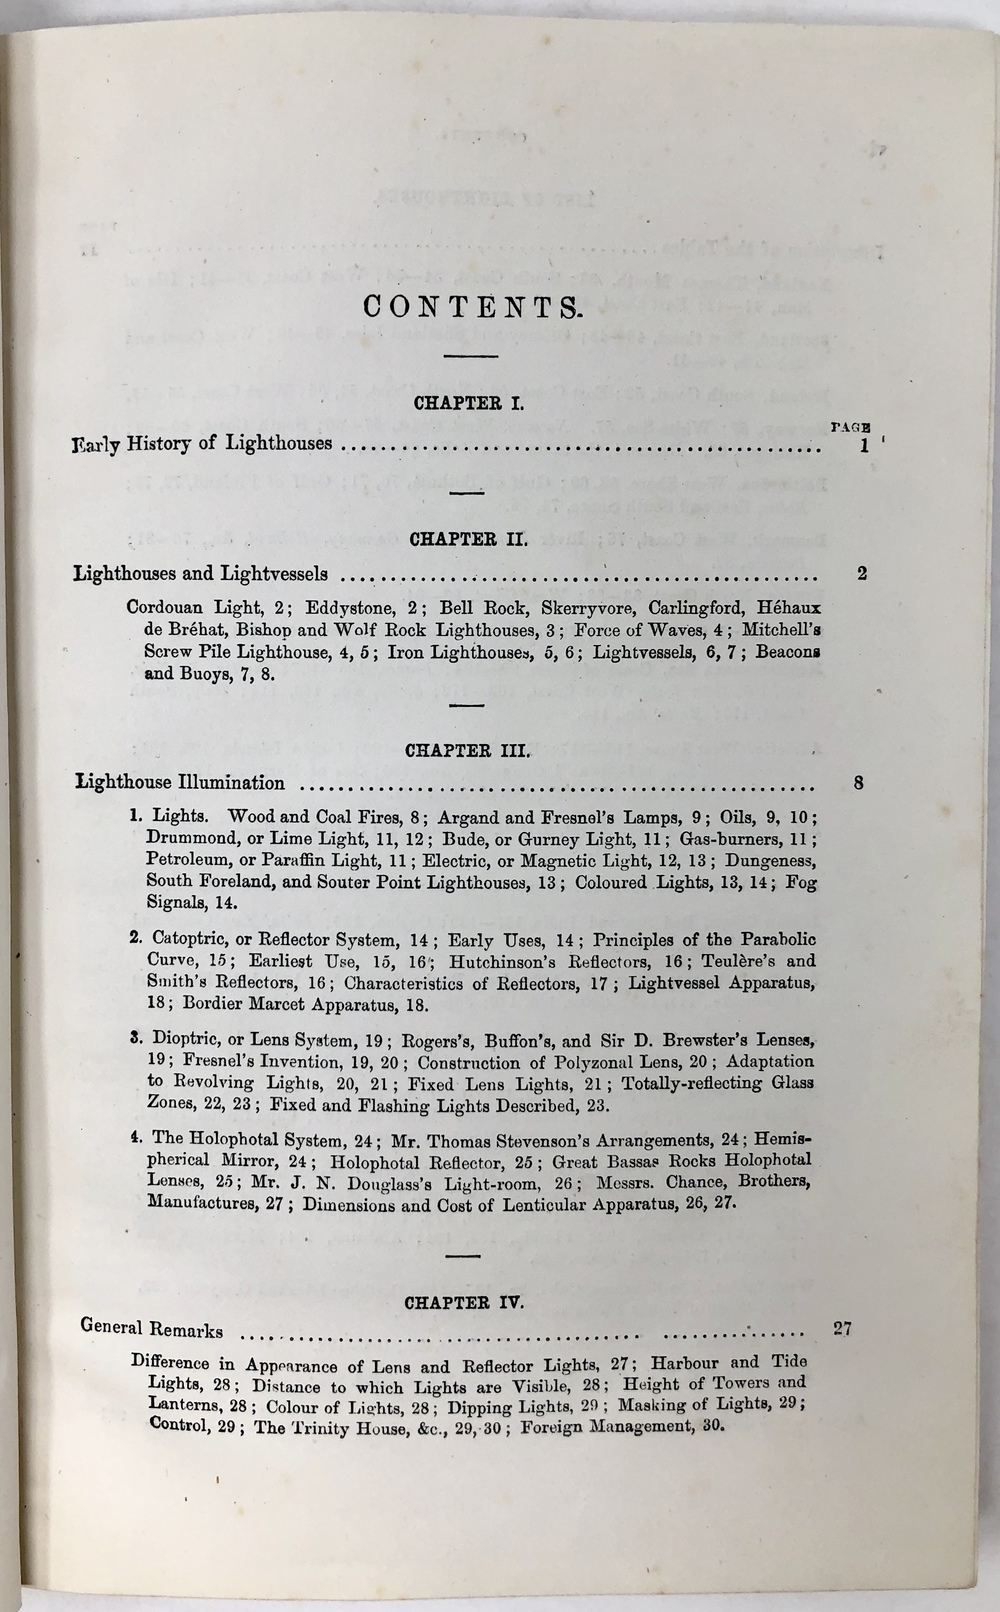 CONTENTS.
CHAPTER I.
PAGE
Early History of Lighthouses ................................................ 1
CHAPTER II.
Lighthouses and Lightvessels ................................................ 2
Cordouan Light, 2; Eddystone, 2; Bell Rock, Skerryvore, Carlingford, Héhaux
de Bréhat, Bishop and Wolf Rock Lighthouses, 3; Force of Waves, 4; Mitchell's
Screw Pile Lighthouse, 4, 5; Iron Lighthouses, 5, 6; Lightvessels, 6, 7; Beacons
and Buoys, 7, 8.
CHAPTER III.
Lighthouse Illumination .................................................... 8
1. Lights. Wood and Coal Fires, 8; Argand and Fresnel's Lamps, 9; Oils, 9, 10;
Drummond, or Lime Light, 11, 12; Bude, or Gurney Light, 11; Gas-burners, 11;
Petroleum, or Paraffin Light, 11; Electric, or Magnetic Light, 12, 13; Dungeness,
South Foreland, and Souter Point Lighthouses, 13; Coloured Lights, 13, 14; Fog
Signals, 14.
2. Catoptric, or Reflector System, 14; Early Uses, 14; Principles of the Parabolic
Curve, 15; Earliest Use, 15, 16; Hutchinson's Reflectors, 16; Teulère's and
Smith's Reflectors, 16; Characteristics of Reflectors, 17; Lightvessel Apparatus,
18; Bordier Marcet Apparatus, 18.
3. Dioptric, or Lens System, 19; Rogers's, Buffon's, and Sir D. Brewster's Lenses,
19; Fresnel's Invention, 19, 20; Construction of Polyzonal Lens, 20; Adaptation
to Revolving Lights, 20, 21; Fixed Lens Lights, 21; Totally-reflecting Glass
Zones, 22, 23; Fixed and Flashing Lights Described, 23.
4. The Holophotal System, 24; Mr. Thomas Stevenson's Arrangements, 24; Hemis-
pherical Mirror, 24; Holophotal Reflector, 25; Great Bassas Rocks Holophotal
Lenses, 25; Mr. J. N. Douglass's Light-room, 26; Messrs. Chance, Brothers,
Manufactures, 27; Dimensions and Cost of Lenticular Apparatus, 26, 27.
CHAPTER IV.
General Remarks ........................................................ 27
Difference in Appearance of Lens and Reflector Lights, 27; Harbour and Tide
Lights, 28; Distance to which Lights are Visible, 28; Height of Towers and
Lanterns, 28; Colour of Lights, 28; Dipping Lights, 29; Masking of Lights, 29;
Control, 29; The Trinity House, &c., 29, 30; Foreign Management, 30.